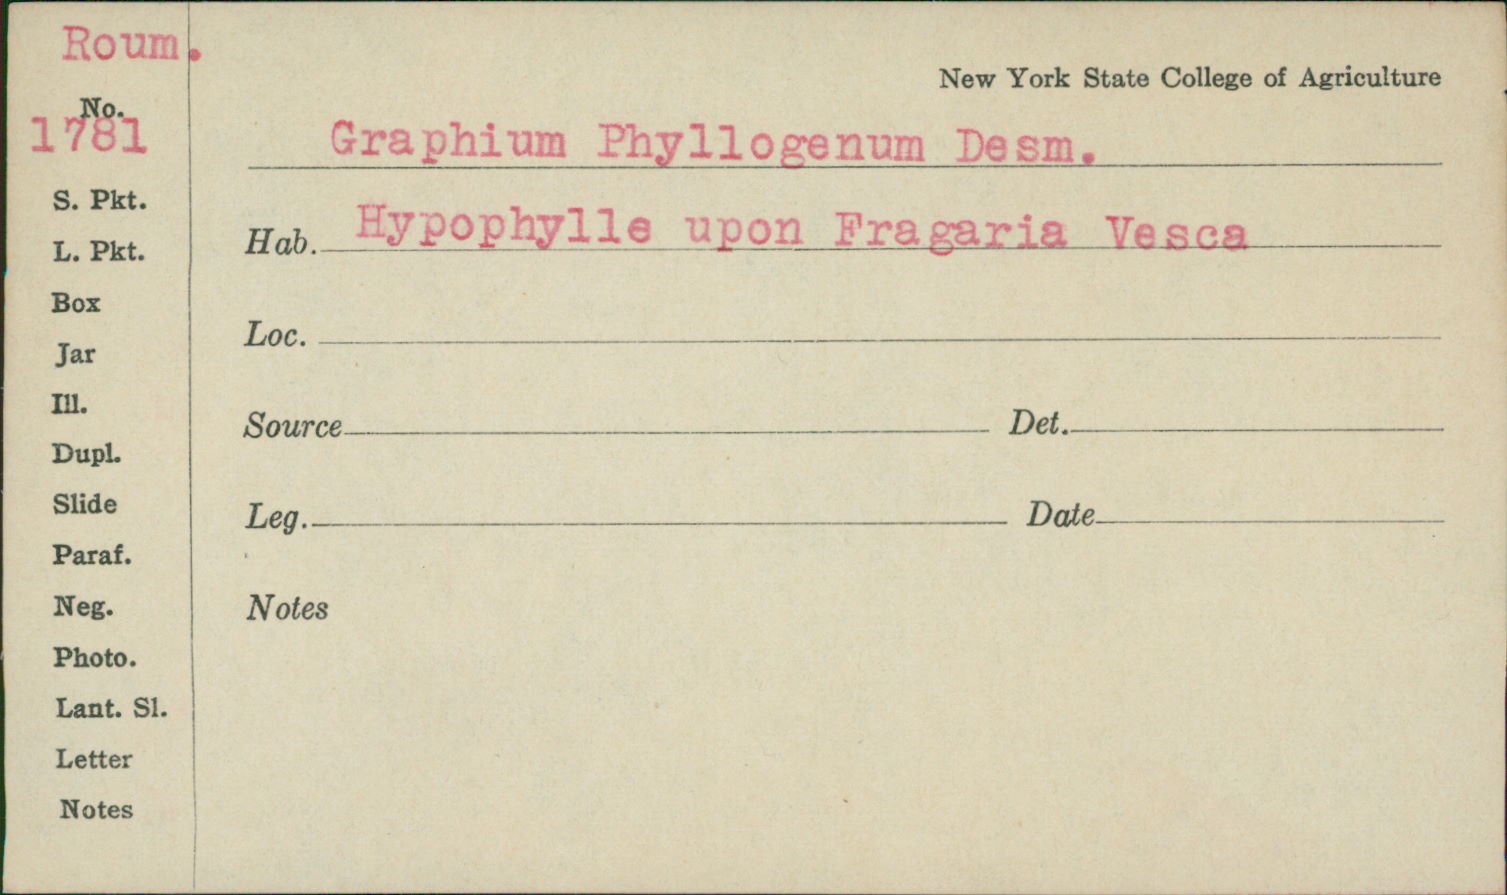 Roum.
New York State College of Agriculture
No.
1781
Graphium Phyllogenum Desm.
S. Pkt.
Hab. Hypophylle upon Fragaria Vesca
L. Pkt.
Box
Loc.
Jar
Ill.
Source Det.
Dupl.
Slide
Leg. Date
Paraf.
Neg.
Notes
Photo.
Lant. Sl.
Letter
Notes